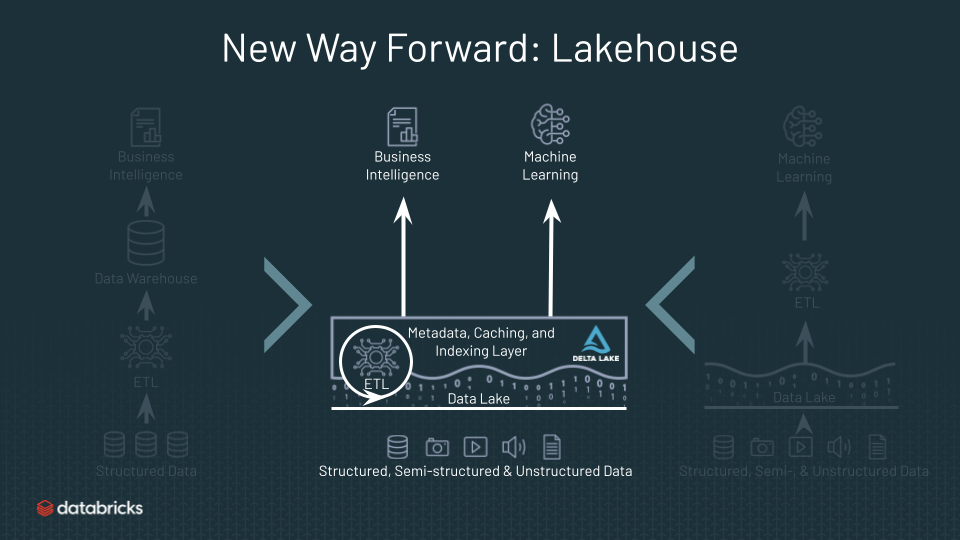 New Way Forward: Lakehouse
Business
Intelligence
Data Warehouse
ETL
Structured Data
Business
Intelligence
Machine
Learning
Metadata, Caching, and
Indexing Layer
DELTA LAKE
ETL
Data Lake
Structured, Semi-structured & Unstructured Data
Machine
Learning
ETL
Data Lake
Structured, Semi-, & Unstructured Data
databricks